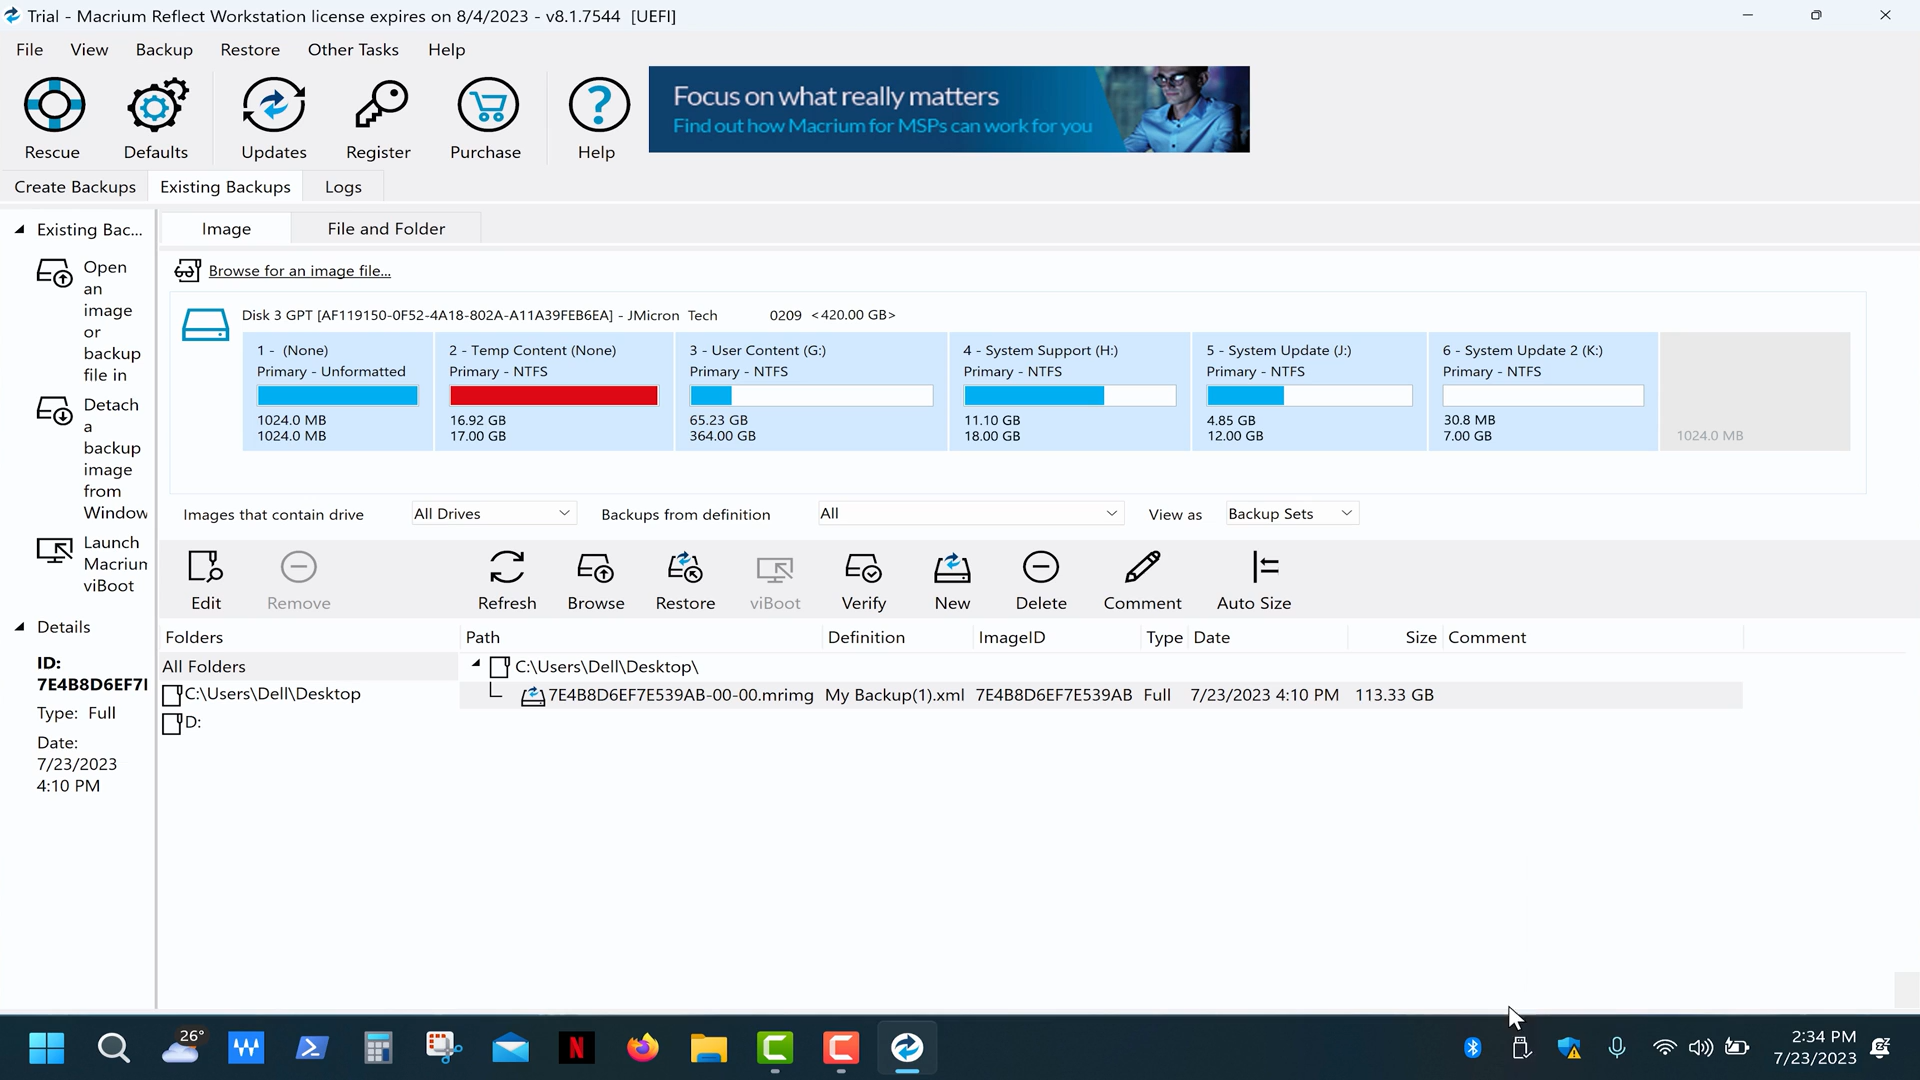 Trial - Macrium Reflect Workstation license expires on 8/4/2023 - v8.1.7544 [UEFI]
File View Backup Restore Other Tasks Help
Focus on what really matters
Find out how Macrium for MSPs can work for you
Rescue Defaults Updates Register Purchase Help
Create Backups Existing Backups Logs
Existing Bac...
Open
an
image
or
backup
file in
Detach
a
backup
image
from
Window
Launch
Macrium
viBoot
Details
ID:
7E4B8D6EF7
Type: Full
Date:
7/23/2023
4:10 PM
Image File and Folder
Browse for an image file...
Disk 3 GPT [AF119150-0F52-4A18-802A-A11A39FEB6EA] - JMicron Tech 0209 <420.00 GB>
1 - (None)
Primary - Unformatted
1024.0 MB
1024.0 MB
2 - Temp Content (None)
Primary - NTFS
16.92 GB
17.00 GB
3 - User Content (G:)
Primary - NTFS
65.23 GB
364.00 GB
4 - System Support (H:)
Primary - NTFS
11.10 GB
18.00 GB
5 - System Update (J:)
Primary - NTFS
4.85 GB
12.00 GB
6 - System Update 2 (K:)
Primary - NTFS
30.8 MB
7.00 GB
1024.0 MB
Images that contain drive All Drives Backups from definition All View as Backup Sets
Edit Remove Refresh Browse Restore viBoot Verify New Delete Comment Auto Size
Folders Path Definition ImageID Type Date Size Comment
All Folders C:\Users\Dell\Desktop\
C:\Users\Dell\Desktop 7E4B8D6EF7E539AB-00-00.mrimg My Backup(1).xml 7E4B8D6EF7E539AB Full 7/23/2023 4:10 PM 113.33 GB
D:
26°
2:34 PM
7/23/2023